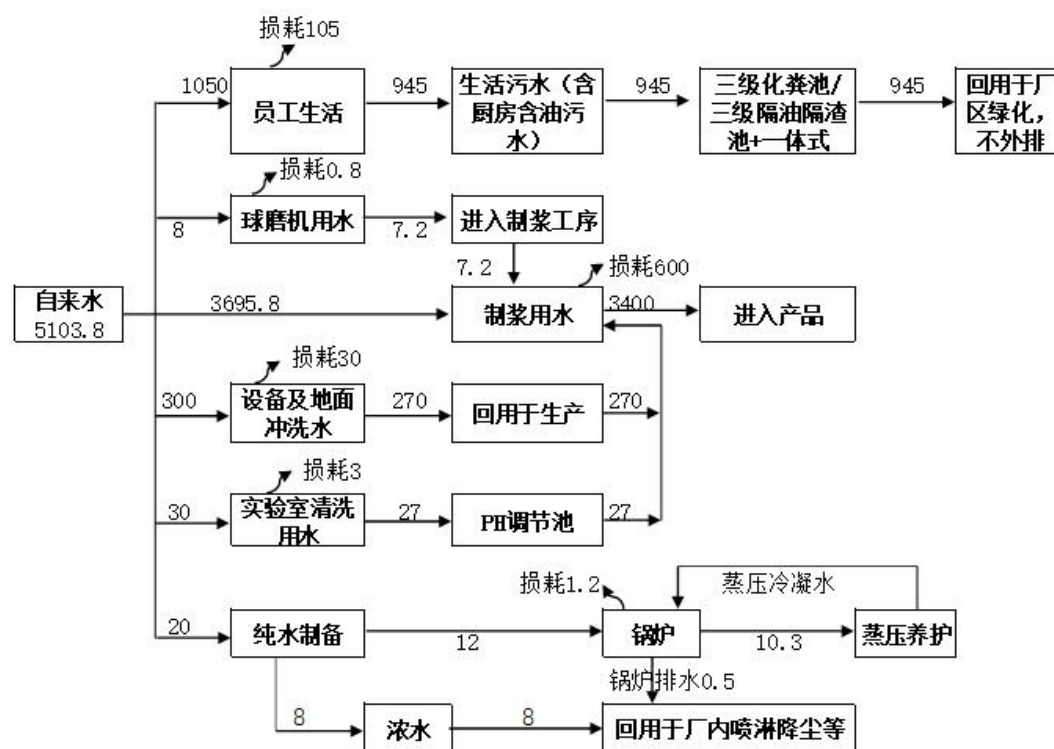 损耗105
1050
员工生活
945
生活污水（含
厨房含油污
水）
945
三级化粪池/
三级隔油隔渣
池+一体式
945
回用于厂
区绿化，
不外排
损耗0.8
8
球磨机用水
7.2
进入制浆工序
7.2
损耗600
自来水
5103.8
3695.8
制浆用水
3400
进入产品
损耗30
300
设备及地面
冲洗水
270
回用于生产
270
损耗3
30
实验室清洗
用水
27
PH调节池
27
损耗1.2
蒸压冷凝水
20
纯水制备
12
锅炉
10.3
蒸压养护
锅炉排水0.5
8
浓水
8
回用于厂内喷淋降尘等